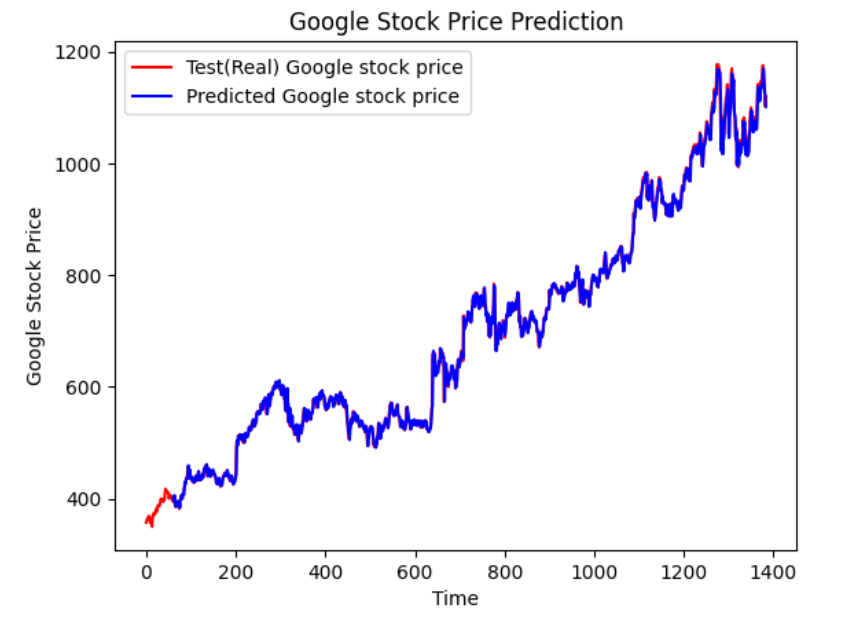 Google Stock Price Prediction
Test(Real) Google stock price
Predicted Google stock price
1200
1000
800
600
400
Google Stock Price
0 200 400 600 800 1000 1200 1400
Time